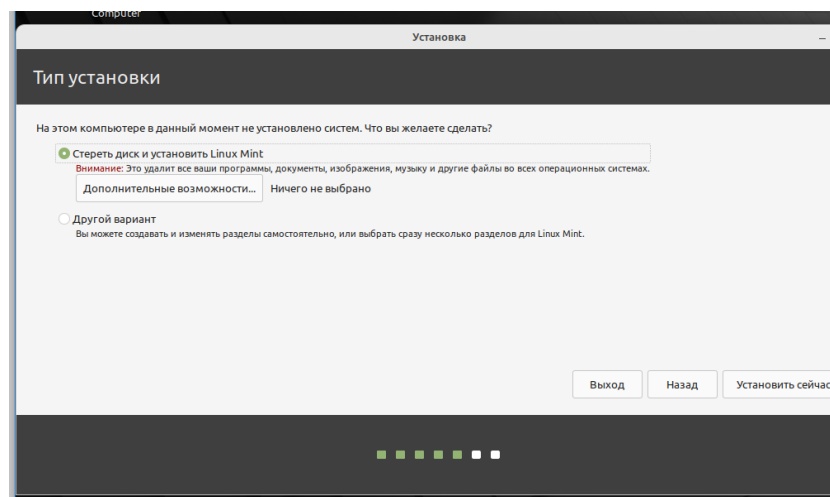 Computer
Установка
Тип установки
На этом компьютере в данный момент не установлено систем. Что вы желаете сделать?
Стереть диск и установить Linux Mint
Внимание: Это удалит все ваши программы, документы, изображения, музыку и другие файлы во всех операционных системах.
Дополнительные возможности... Ничего не выбрано
Другой вариант
Вы можете создавать и изменять разделы самостоятельно, или выбрать сразу несколько разделов для Linux Mint.
Выход Назад Установить сейчас